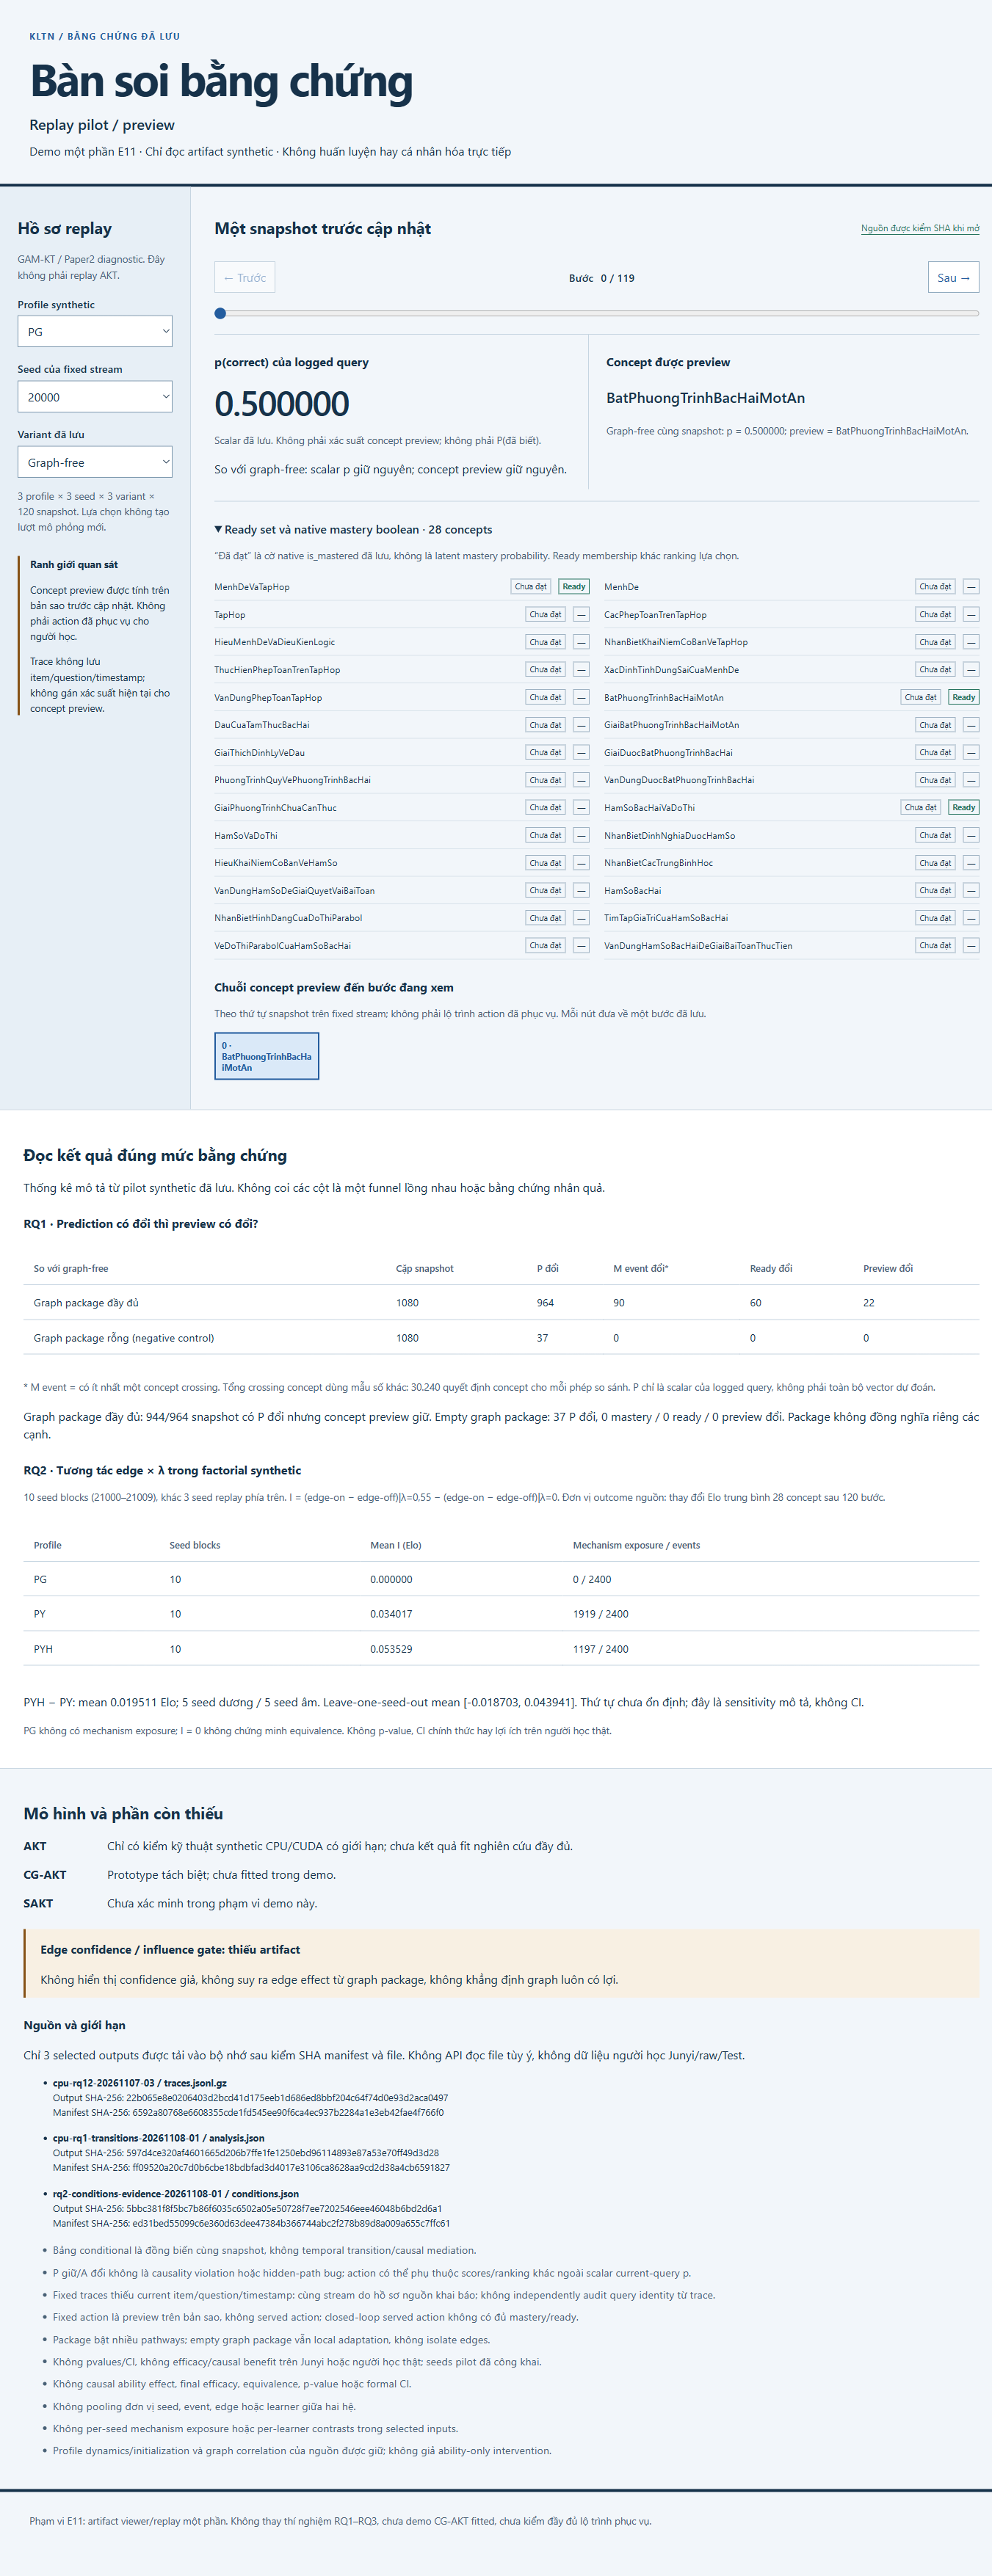 KLTN / BẰNG CHỨNG ĐÃ LƯU
Bàn soi bằng chứng
Replay pilot / preview
Demo một phần E11 · Chỉ đọc artifact synthetic · Không huấn luyện hay cá nhân hóa trực tiếp
Hồ sơ replay
GAM-KT / Paper2 diagnostic. Đây
không phải replay AKT.
Profile synthetic
PG
Seed của fixed stream
20000
Variant đã lưu
Graph-free
3 profile × 3 seed × 3 variant ×
120 snapshot. Lựa chọn không tạo
lượt mô phỏng mới.
Ranh giới quan sát
Concept preview được tính trên
bản sao trước cập nhật. Không
phải action đã phục vụ cho
người học.
Trace không lưu
item/question/timestamp;
không gán xác suất hiện tại cho
concept preview.
Một snapshot trước cập nhật
Nguồn được kiểm SHA khi mở
← Trước
Bước 0 / 119
Sau →
p(correct) của logged query
0.500000
Scalar đã lưu. Không phải xác suất concept preview; không phải P(đã biết).
So với graph-free: scalar p giữ nguyên; concept preview giữ nguyên.
Concept được preview
BatPhuongTrinhBacHaiMotAn
Graph-free cùng snapshot: p = 0.500000; preview = BatPhuongTrinhBacHaiMotAn.
▼ Ready set và native mastery boolean · 28 concepts
"Đã đạt" là cờ native is_mastered đã lưu, không là latent mastery probability. Ready membership khác ranking lựa chọn.
MenhDeVaTapHop Chưa đạt Ready
MenhDe Chưa đạt —
TapHop Chưa đạt —
CacPhepToanTrenTapHop Chưa đạt —
HieuMenhDeVaDieuKienLogic Chưa đạt —
NhanBietKhaiNiemCoBanVeTapHop Chưa đạt —
ThucHienPhepToanTrenTapHop Chưa đạt —
XacDinhTinhDungSaiCuaMenhDe Chưa đạt —
VanDungPhepToanTapHop Chưa đạt —
BatPhuongTrinhBacHaiMotAn Chưa đạt Ready
DauCuaTamThucBacHai Chưa đạt —
GiaiBatPhuongTrinhBacHaiMotAn Chưa đạt —
GiaiThichDinhLyVeDau Chưa đạt —
GiaiDuocBatPhuongTrinhBacHai Chưa đạt —
PhuongTrinhQuyVePhuongTrinhBacHai Chưa đạt —
VanDungDuocBatPhuongTrinhBacHai Chưa đạt —
GiaiPhuongTrinhChuaCanThuc Chưa đạt —
HamSoBacHaiVaDoThi Chưa đạt Ready
HamSoVaDoThi Chưa đạt —
NhanBietDinhNghiaDuocHamSo Chưa đạt —
HieuKhaiNiemCoBanVeHamSo Chưa đạt —
NhanBietCacTrungBinhHoc Chưa đạt —
VanDungHamSoDeGiaiQuyetVaiBaiToan Chưa đạt —
HamSoBacHai Chưa đạt —
NhanBietHinhDangCuaDoThiParabol Chưa đạt —
TimTapGiaTriCuaHamSoBacHai Chưa đạt —
VeDoThiParabolCuaHamSoBacHai Chưa đạt —
VanDungHamSoBacHaiDeGiaiBaiToanThucTien Chưa đạt —
Chuỗi concept preview đến bước đang xem
Theo thứ tự snapshot trên fixed stream; không phải lộ trình action đã phục vụ. Mỗi nút đưa về một bước đã lưu.
0 ·
BatPhuongTrinhBacHa
iMotAn
Đọc kết quả đúng mức bằng chứng
Thống kê mô tả từ pilot synthetic đã lưu. Không coi các cột là một funnel lồng nhau hoặc bằng chứng nhân quả.
RQ1 · Prediction có đổi thì preview có đổi?
So với graph-free Cặp snapshot P đổi M event đổi* Ready đổi Preview đổi
Graph package đầy đủ 1080 964 90 60 22
Graph package rỗng (negative control) 1080 37 0 0 0
* M event = có ít nhất một concept crossing. Tổng crossing concept dùng mẫu số khác: 30.240 quyết định concept cho mỗi phép so sánh. P chỉ là scalar của logged query, không phải toàn bộ vector dự đoán.
Graph package đầy đủ: 944/964 snapshot có P đổi nhưng concept preview giữ. Empty graph package: 37 P đổi, 0 mastery / 0 ready / 0 preview đổi. Package không đồng nghĩa riêng các
cạnh.
RQ2 · Tương tác edge × λ trong factorial synthetic
10 seed blocks (21000–21009), khác 3 seed replay phía trên. I = (edge-on − edge-off)|λ=0,55 − (edge-on − edge-off)|λ=0. Đơn vị outcome nguồn: thay đổi Elo trung bình 28 concept sau 120 bước.
Profile Seed blocks Mean I (Elo) Mechanism exposure / events
PG 10 0.000000 0 / 2400
PY 10 0.034017 1919 / 2400
PYH 10 0.053529 1197 / 2400
PYH − PY: mean 0.019511 Elo; 5 seed dương / 5 seed âm. Leave-one-seed-out mean [-0.018703, 0.043941]. Thứ tự chưa ổn định; đây là sensitivity mô tả, không CI.
PG không có mechanism exposure; I = 0 không chứng minh equivalence. Không p-value, CI chính thức hay lợi ích trên người học thật.
Mô hình và phần còn thiếu
AKT Chỉ có kiểm kỹ thuật synthetic CPU/CUDA có giới hạn; chưa kết quả fit nghiên cứu đầy đủ.
CG-AKT Prototype tách biệt; chưa fitted trong demo.
SAKT Chưa xác minh trong phạm vi demo này.
Edge confidence / influence gate: thiếu artifact
Không hiển thị confidence giả, không suy ra edge effect từ graph package, không khẳng định graph luôn có lợi.
Nguồn và giới hạn
Chỉ 3 selected outputs được tải vào bộ nhớ sau kiểm SHA manifest và file. Không API đọc file tùy ý, không dữ liệu người học Junyi/raw/Test.
• cpu-rq12-20261107-03 / traces.jsonl.gz
Output SHA-256: 22b065e8e0206403d2bcd41d175eeb1d686ed8bbf204c64f74d0e93d2aca0497
Manifest SHA-256: 6592a80768e6608355cde1fd545ee90f6ca4ec937b2284a1e3eb42fae4f766f0
• cpu-rq1-transitions-20261108-01 / analysis.json
Output SHA-256: 597d4ce320af4601665d206b7ffe1fe1250ebd96114893e87a53e70ff49d3d28
Manifest SHA-256: ff09520a20c7d0b6cbe18bdbfad3d4017e3106ca8628aa9cd2d38a4cb6591827
• rq2-conditions-evidence-20261108-01 / conditions.json
Output SHA-256: 5bbc381f8f5bc7b86f6035c6502a05e50728f7ee7202546eee46048b6bd2d6a1
Manifest SHA-256: ed31bed55099c6e360d63dee47384b366744abc2f278b89d8a009a655c7ffc61
• Bảng conditional là đồng biến cùng snapshot, không temporal transition/causal mediation.
• P giữ/A đổi không là causality violation hoặc hidden-path bug; action có thể phụ thuộc scores/ranking khác ngoài scalar current-query p.
• Fixed traces thiếu current item/question/timestamp; cùng stream do hồ sơ nguồn khai báo; không independently audit query identity từ trace.
• Fixed action là preview trên bản sao, không served action; closed-loop served action không có đủ mastery/ready.
• Package bật nhiều pathways; empty graph package vẫn local adaptation, không isolate edges.
• Không pvalues/CI, không efficacy/causal benefit trên Junyi hoặc người học thật; seeds pilot đã công khai.
• Không causal ability effect, final efficacy, equivalence, p-value hoặc formal CI.
• Không pooling đơn vị seed, event, edge hoặc learner giữa hai hệ.
• Không per-seed mechanism exposure hoặc per-learner contrasts trong selected inputs.
• Profile dynamics/initialization và graph correlation của nguồn được giữ; không giả ability-only intervention.
Phạm vi E11: artifact viewer/replay một phần. Không thay thí nghiệm RQ1–RQ3, chưa demo CG-AKT fitted, chưa kiểm đầy đủ lộ trình phục vụ.